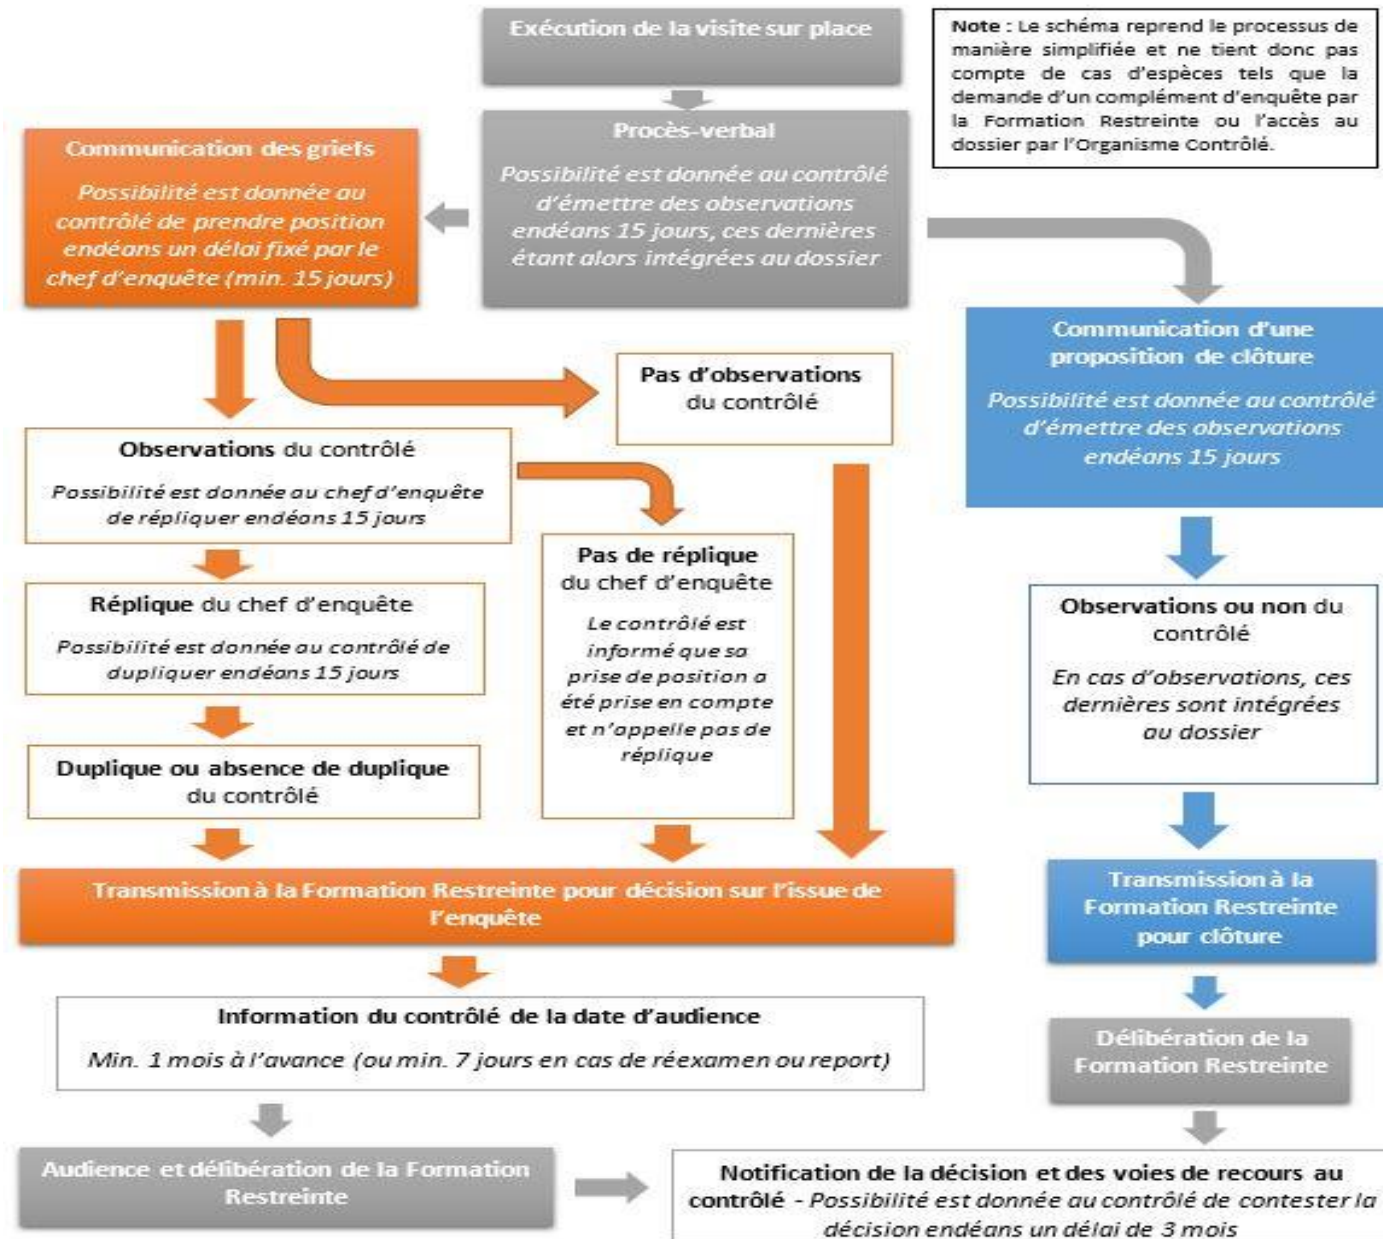 Exécution de la visite sur place
Note : Le schéma reprend le processus de
manière simplifiée et ne tient donc pas
compte de cas d'espèces tels que la
demande d'un complément d'enquête par
la Formation Restreinte ou l'accès au
dossier par l'Organisme Contrôlé.
Procès-verbal
Possibilité est donnée au contrôlé
d'émettre des observations
endéans 15 jours, ces dernières
étant alors intégrées au dossier
Communication des griefs
Possibilité est donnée au
contrôlé de prendre position
endéans un délai fixé par le
chef d'enquête (min. 15 jours)
Communication d'une
proposition de clôture
Possibilité est donnée au contrôlé
d'émettre des observations
endéans 15 jours
Pas d'observations
du contrôlé
Observations du contrôlé
Possibilité est donnée au chef d'enquête
de répliquer endéans 15 jours
Pas de réplique
du chef d'enquête
Le contrôlé est
informé que sa
prise de position a
été prise en compte
et n'appelle pas de
réplique
Réplique du chef d'enquête
Possibilité est donnée au contrôlé de
dupliquer endéans 15 jours
Observations ou non du
contrôlé
En cas d'observations, ces
dernières sont intégrées
au dossier
Duplique ou absence de duplique
du contrôlé
Transmission à la Formation Restreinte pour décision sur l'issue de
l'enquête
Transmission à la
Formation Restreinte
pour clôture
Information du contrôlé de la date d'audience
Min. 1 mois à l'avance (ou min. 7 jours en cas de réexamen ou report)
Délibération de la
Formation Restreinte
Audience et délibération de la Formation
Restreinte
Notification de la décision et des voies de recours au
contrôlé - Possibilité est donnée au contrôlé de contester la
décision endéans un délai de 3 mois